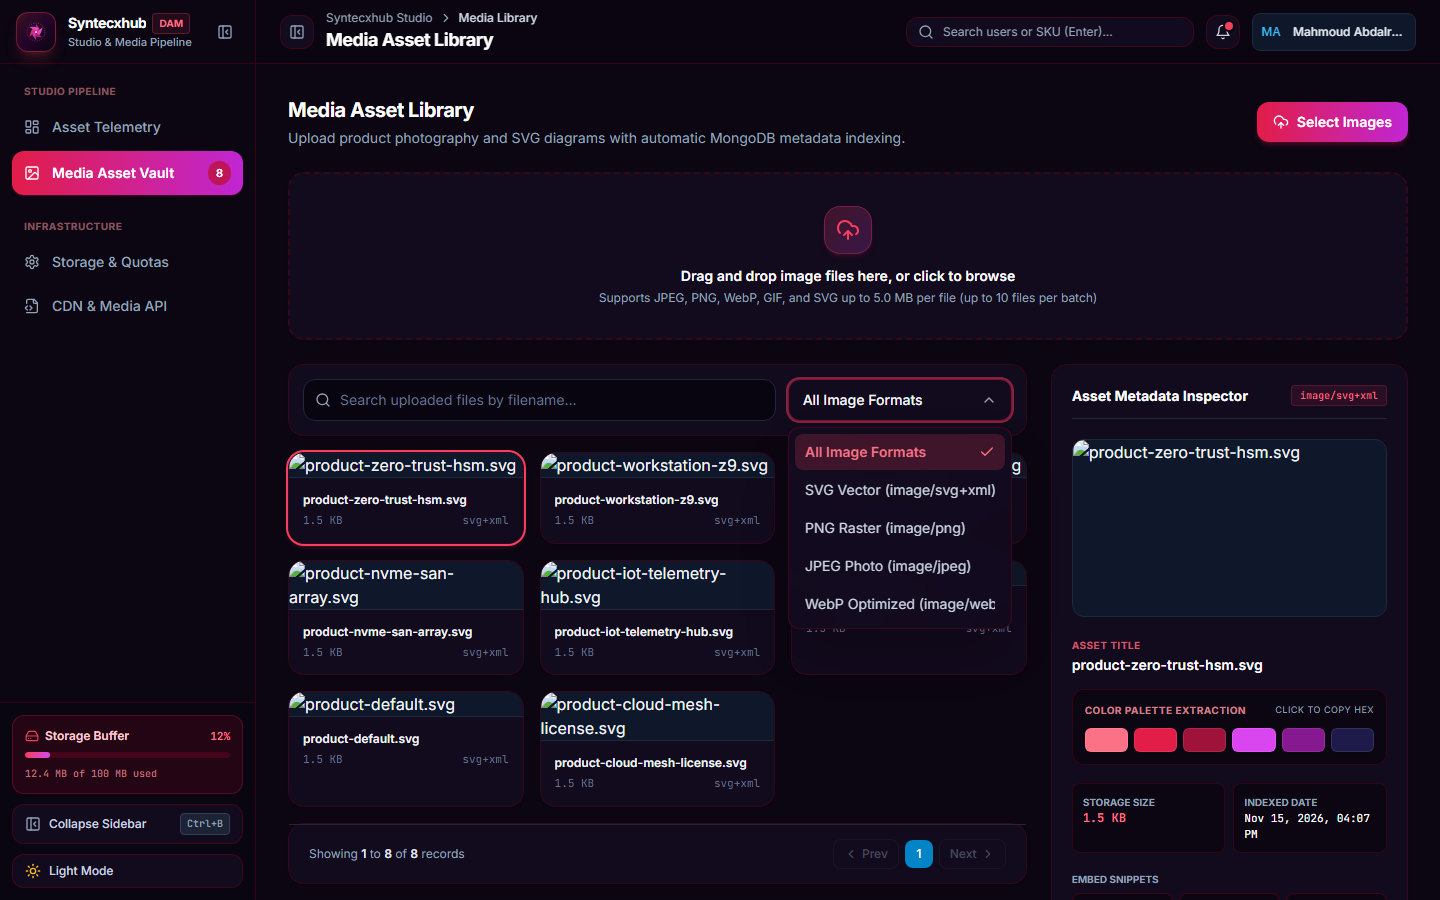 Syntecxhub DAM
Studio & Media Pipeline
Syntecxhub Studio > Media Library
Media Asset Library
Search users or SKU (Enter)...
MA Mahmoud Abdalr...
STUDIO PIPELINE
Asset Telemetry
Media Asset Vault 8
INFRASTRUCTURE
Storage & Quotas
CDN & Media API
Storage Buffer 12%
12.4 MB of 100 MB used
Collapse Sidebar Ctrl+B
Light Mode
Media Asset Library
Upload product photography and SVG diagrams with automatic MongoDB metadata indexing.
Select Images
Drag and drop image files here, or click to browse
Supports JPEG, PNG, WebP, GIF, and SVG up to 5.0 MB per file (up to 10 files per batch)
Search uploaded files by filename...
All Image Formats
All Image Formats
SVG Vector (image/svg+xml)
PNG Raster (image/png)
JPEG Photo (image/jpeg)
WebP Optimized (image/web
product-zero-trust-hsm.svg
product-zero-trust-hsm.svg
1.5 KB svg+xml
product-workstation-z9.svg
product-workstation-z9.svg
1.5 KB svg+xml
g
product-nvme-san-
array.svg
product-nvme-san-array.svg
1.5 KB svg+xml
product-iot-telemetry-
hub.svg
product-iot-telemetry-hub.svg
1.5 KB svg+xml
1.5 KB svg+xml
product-default.svg
product-default.svg
1.5 KB svg+xml
product-cloud-mesh-
license.svg
product-cloud-mesh-license.svg
1.5 KB svg+xml
Showing 1 to 8 of 8 records
Prev 1 Next
Asset Metadata Inspector image/svg+xml
product-zero-trust-hsm.svg
ASSET TITLE
product-zero-trust-hsm.svg
COLOR PALETTE EXTRACTION CLICK TO COPY HEX
STORAGE SIZE
1.5 KB
INDEXED DATE
Nov 15, 2026, 04:07
PM
EMBED SNIPPETS